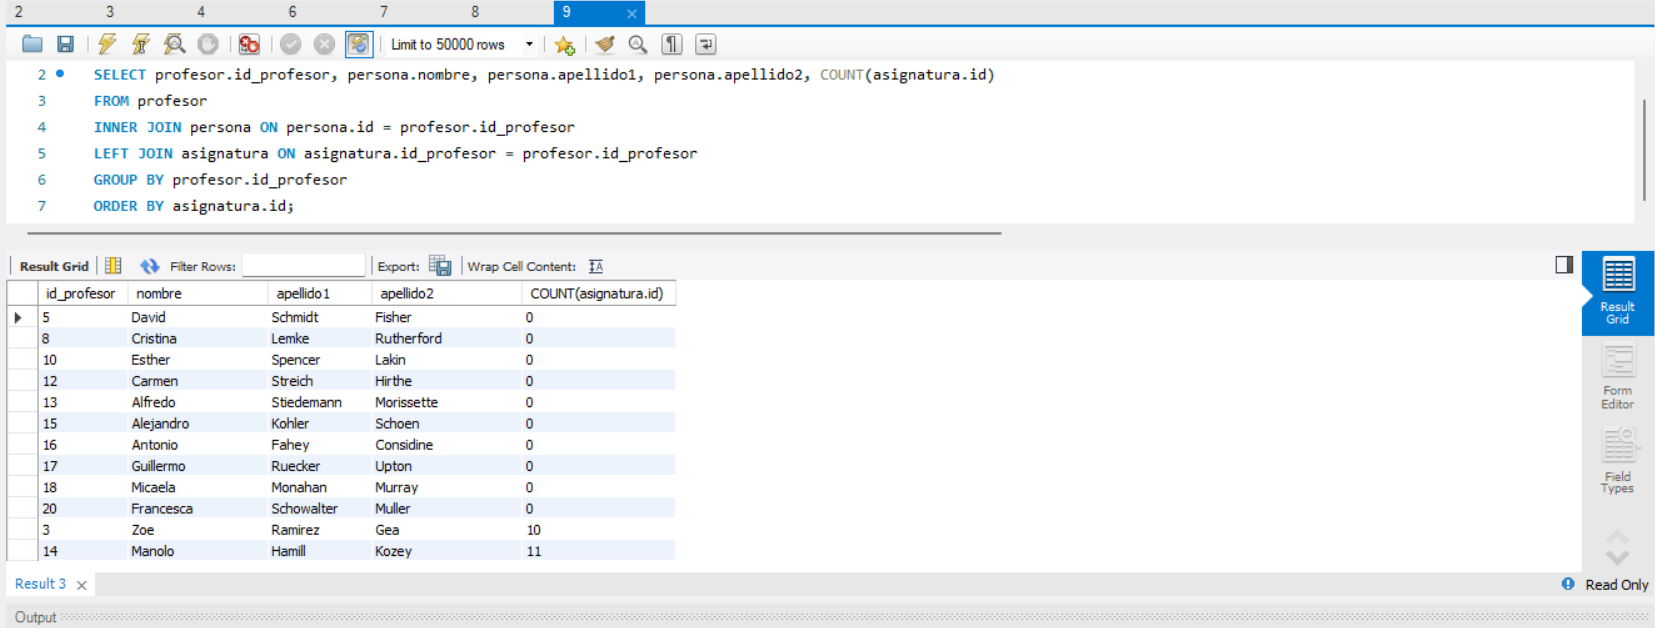 2 3 4 6 7 8 9 ×
Limit to 50000 rows
2 SELECT profesor.id_profesor, persona.nombre, persona.apellido1, persona.apellido2, COUNT(asignatura.id)
3 FROM profesor
4 INNER JOIN persona ON persona.id = profesor.id_profesor
5 LEFT JOIN asignatura ON asignatura.id_profesor = profesor.id_profesor
6 GROUP BY profesor.id_profesor
7 ORDER BY asignatura.id;
Result Grid Filter Rows: Export: Wrap Cell Content: IA
id_profesor nombre apellido1 apellido2 COUNT(asignatura.id)
5 David Schmidt Fisher 0
8 Cristina Lemke Rutherford 0
10 Esther Spencer Lakin 0
12 Carmen Streich Hirthe 0
13 Alfredo Stiedemann Morissette 0
15 Alejandro Kohler Schoen 0
16 Antonio Fahey Considine 0
17 Guillermo Ruecker Upton 0
18 Micaela Monahan Murray 0
20 Francesca Schowalter Muller 0
3 Zoe Ramirez Gea 10
14 Manolo Hamill Kozey 11
Result
Grid
Form
Editor
Field
Types
Result 3 ×
Read Only
Output